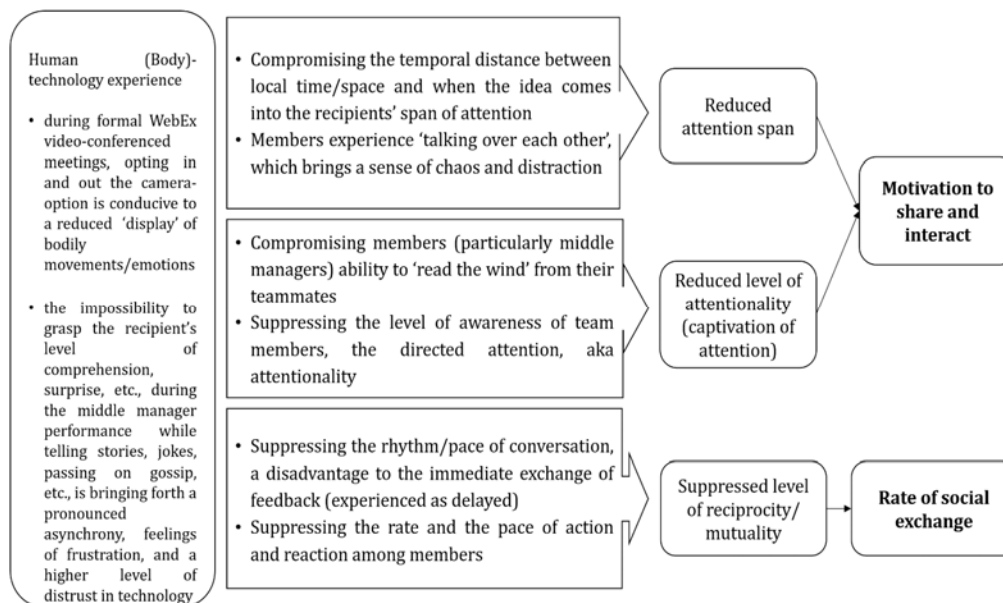 Human (Body)-
technology experience
• during formal WebEx
video-conferenced
meetings, opting in
and out the camera-
option is conducive to
a reduced ‘display’ of
bodily
movements/emotions
• the impossibility to
grasp the recipient’s
level of
comprehension,
surprise, etc., during
the middle manager
performance while
telling stories, jokes,
passing on gossip,
etc., is bringing forth a
pronounced
asynchrony, feelings
of frustration, and a
higher level of
distrust in technology
• Compromising the temporal distance between
local time/space and when the idea comes
into the recipients’ span of attention
• Members experience ‘talking over each other’,
which brings a sense of chaos and distraction
• Compromising members (particularly middle
managers) ability to ‘read the wind’ from their
teammates
• Suppressing the level of awareness of team
members, the directed attention, aka
attentionality
• Suppressing the rhythm/pace of conversation,
a disadvantage to the immediate exchange of
feedback (experienced as delayed)
• Suppressing the rate and the pace of action
and reaction among members
Reduced
attention span
Reduced level of
attentionality
(captivation of
attention)
Suppressed level
of reciprocity/
mutuality
Motivation to
share and
interact
Rate of social
exchange